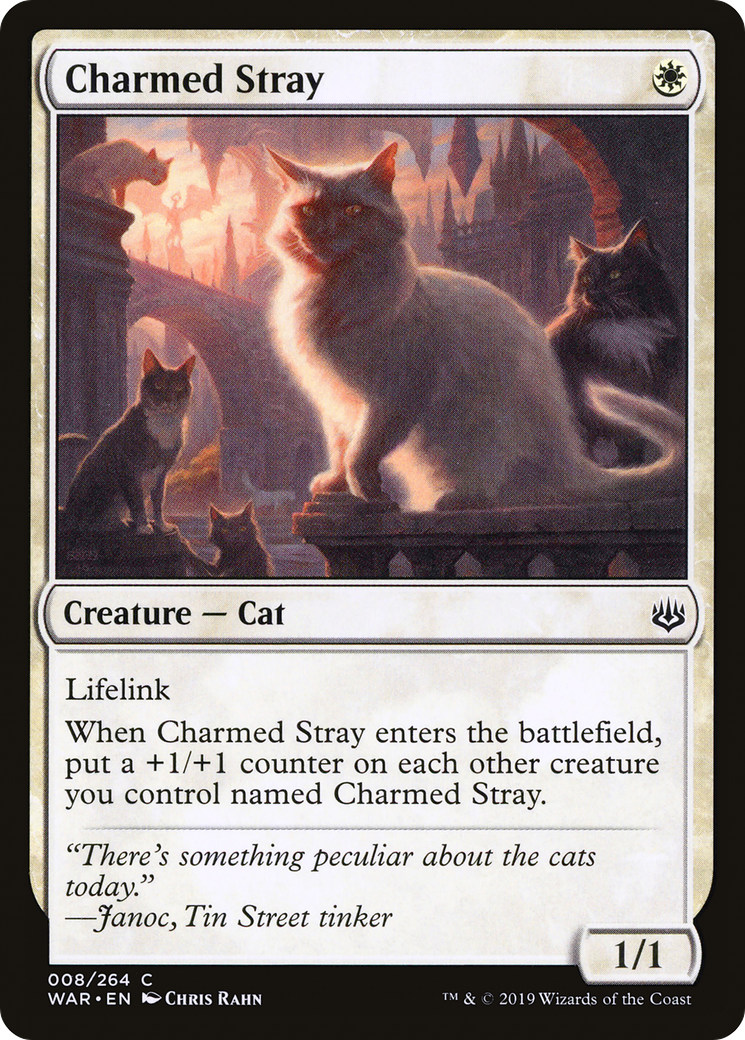 Charmed Stray
Creature — Cat
Lifelink
When Charmed Stray enters the battlefield,
put a +1/+1 counter on each other creature
you control named Charmed Stray.
“There’s something peculiar about the cats
today.”
—Janoc, Tin Street tinker
1/1
008/264 C
WAR • EN Chris Rahn
™ & © 2019 Wizards of the Coast